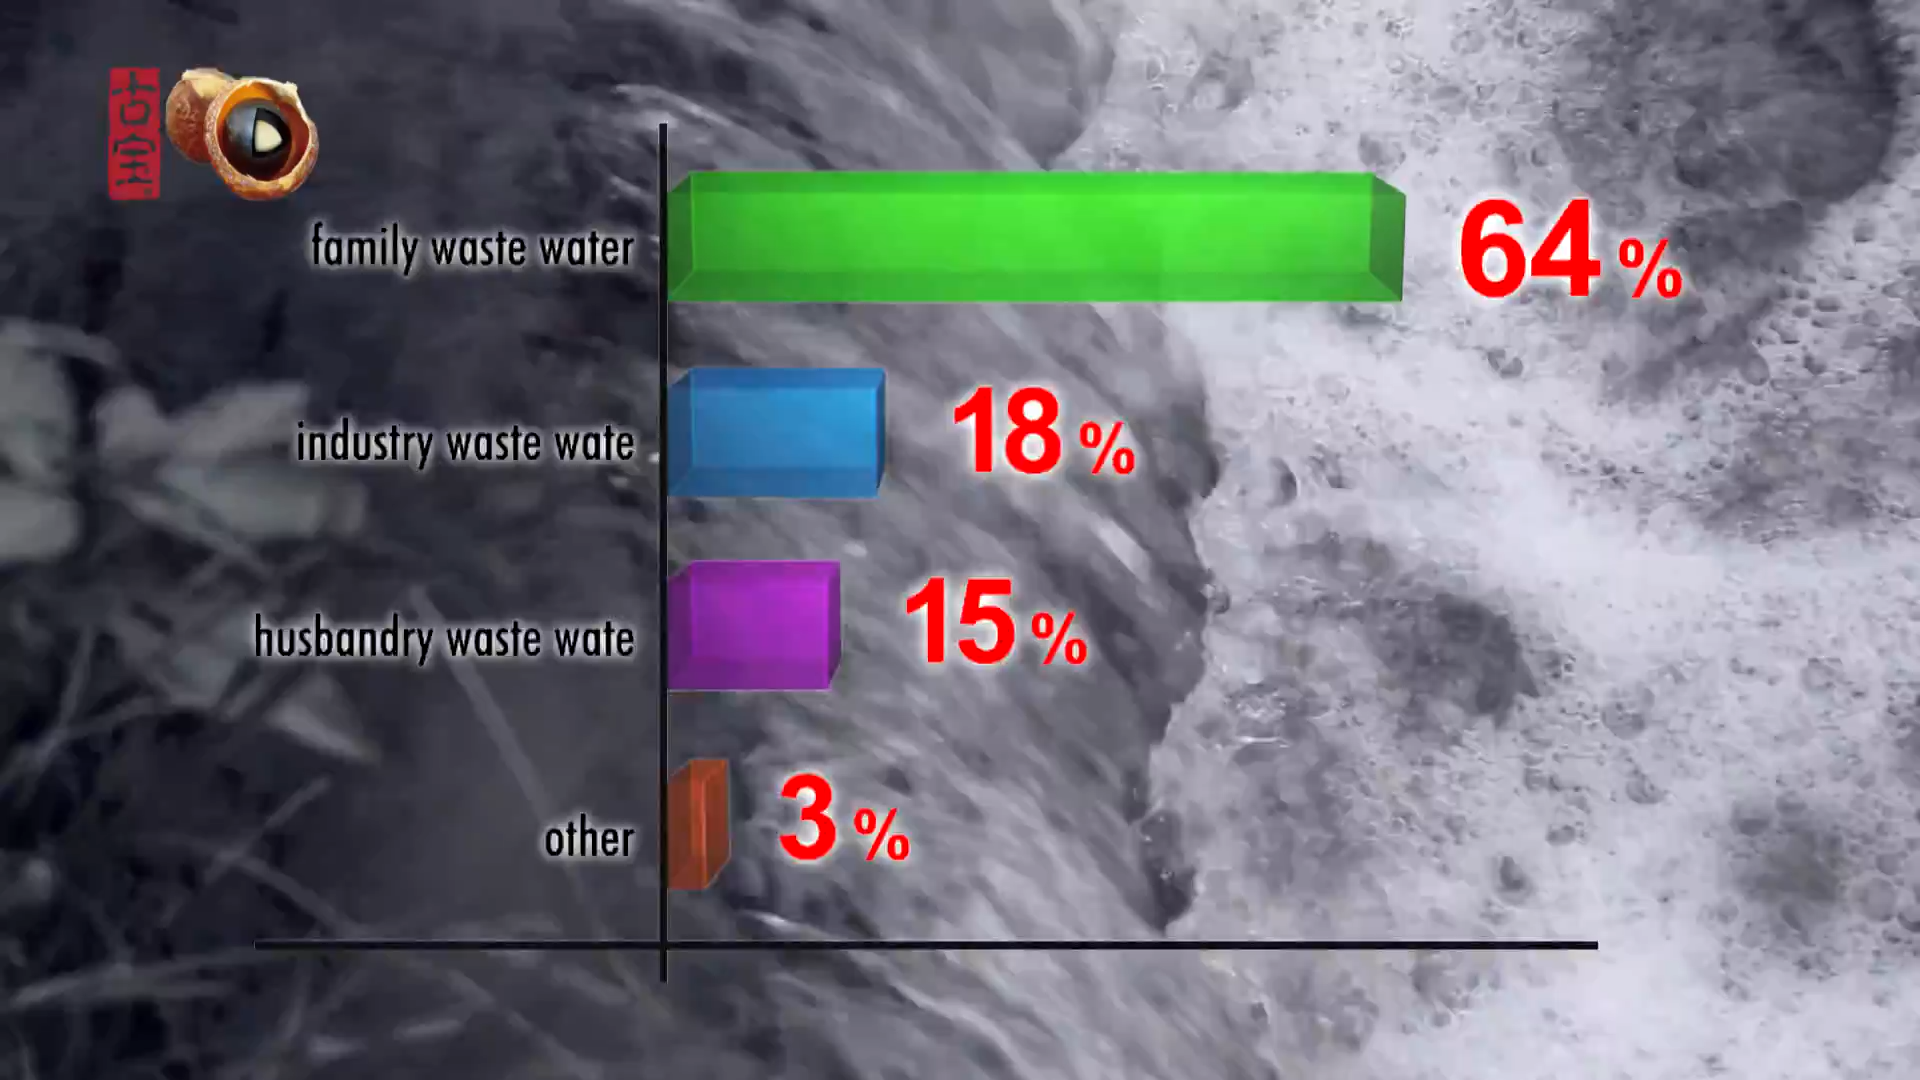 family waste water
64 %
industry waste wate
18 %
husbandry waste wate
15 %
other
3 %